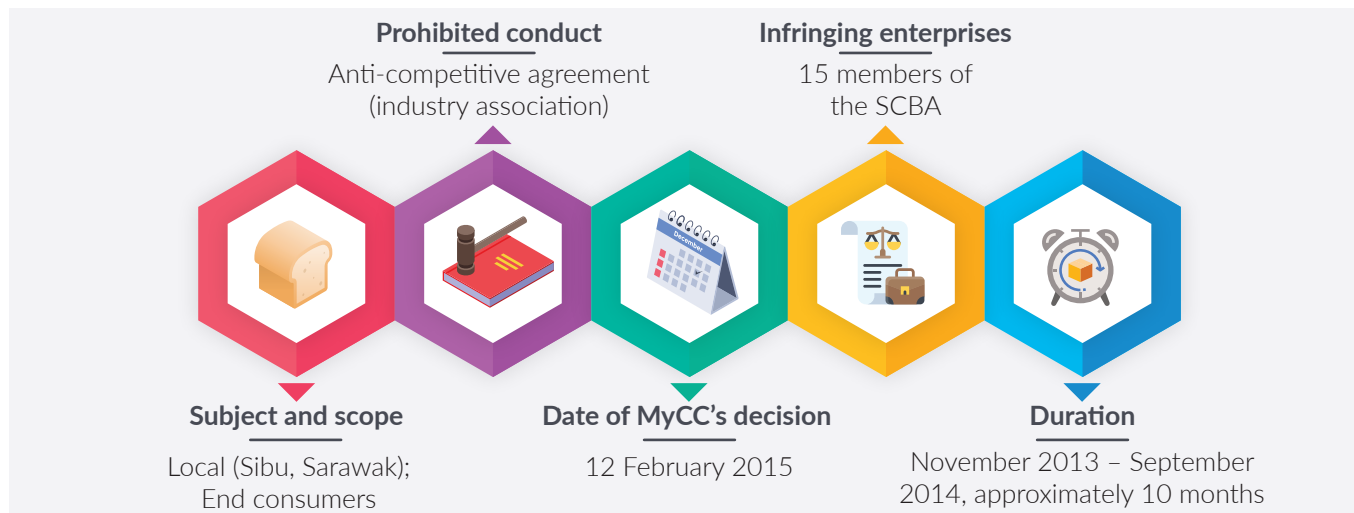 Prohibited conduct
Anti-competitive agreement
(industry association)
Infringing enterprises
15 members of
the SCBA
December
Subject and scope
Local (Sibu, Sarawak);
End consumers
Date of MyCC’s decision
12 February 2015
Duration
November 2013 – September
2014, approximately 10 months